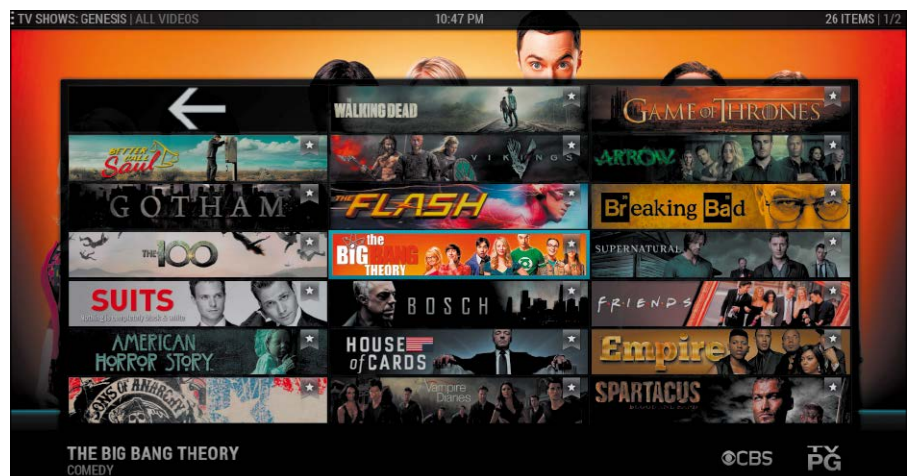 TV SHOWS: GENESIS | ALL VIDEOS
10:47 PM
26 ITEMS | 1/2
WALKING DEAD
GAME OF THRONES
BETTER CALL Saul
VIKINGS
ARROW
GOTHAM
THE FLASH
Breaking Bad
THE 100
the BiG BANG THEORY
SUPERNATURAL
SUITS
BOSCH
F·R·I·E·N·D·S
AMERICAN HORROR STORY
HOUSE of CARDS
Empire
SONS OF ANARCHY
Vampire Diaries
SPARTACUS
THE BIG BANG THEORY
COMEDY
CBS
TV PG